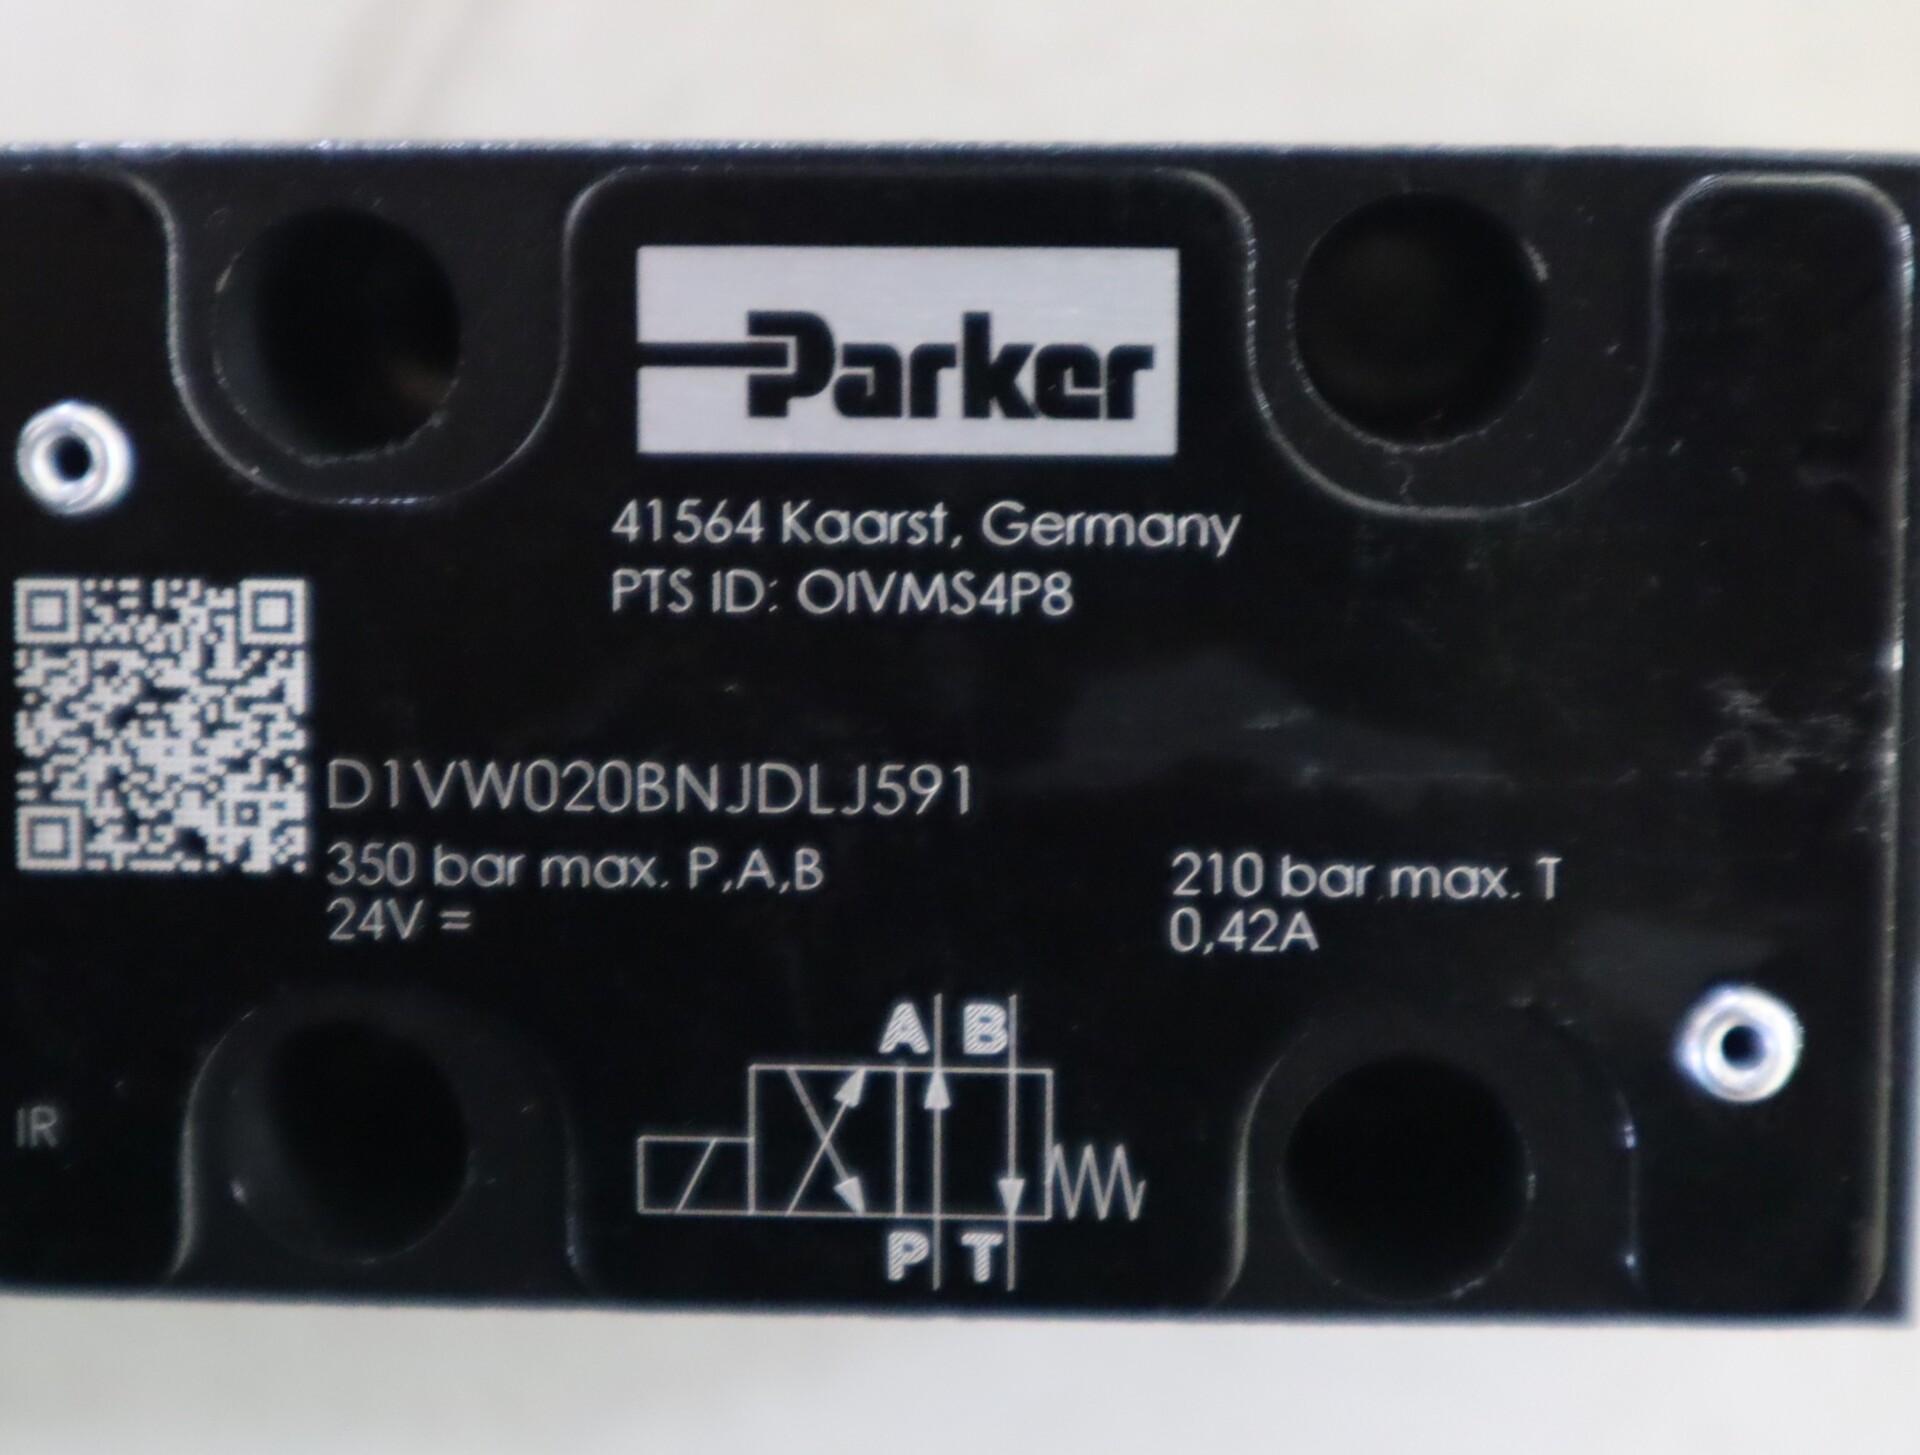 Parker
41564 Kaarst, Germany
PTS ID: OIVMS4P8
D1VW020BNJDLJ591
350 bar max. P,A,B
210 bar max. T
24V =
0,42A
A B
P T
IR